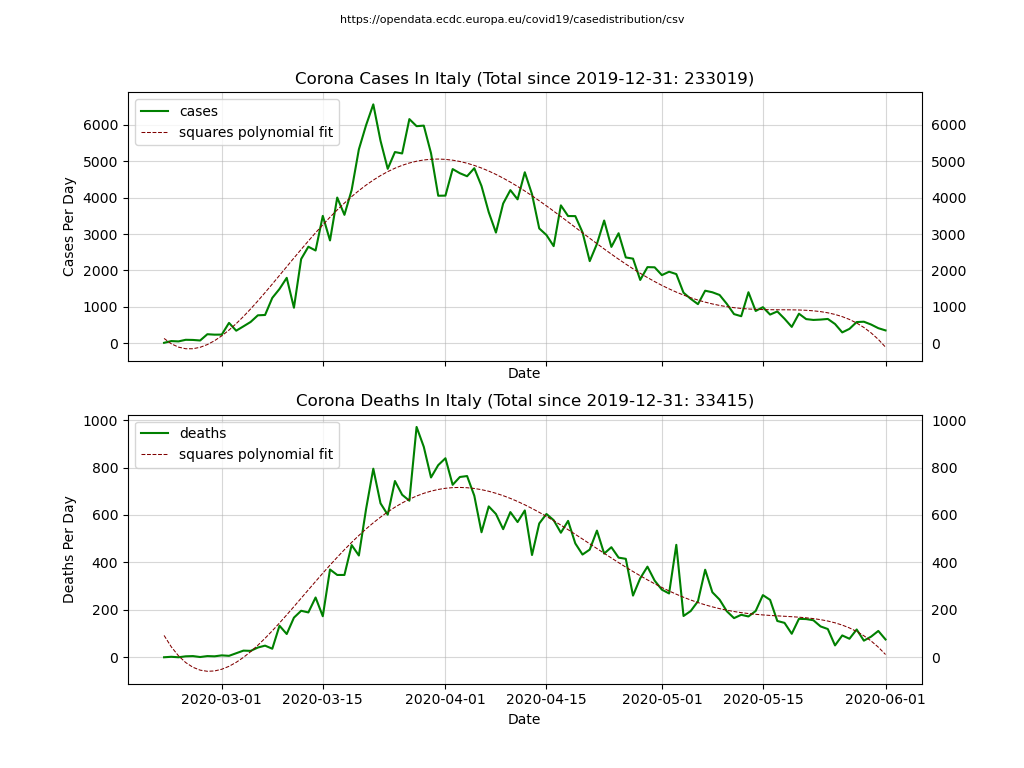 https://opendata.ecdc.europa.eu/covid19/casedistribution/csv
Corona Cases In Italy (Total since 2019-12-31: 233019)
cases
squares polynomial fit
Cases Per Day
6000
5000
4000
3000
2000
1000
0
6000
5000
4000
3000
2000
1000
0
Date
Corona Deaths In Italy (Total since 2019-12-31: 33415)
deaths
squares polynomial fit
Deaths Per Day
1000
800
600
400
200
0
1000
800
600
400
200
0
2020-03-01 2020-03-15 2020-04-01 2020-04-15 2020-05-01 2020-05-15 2020-06-01
Date